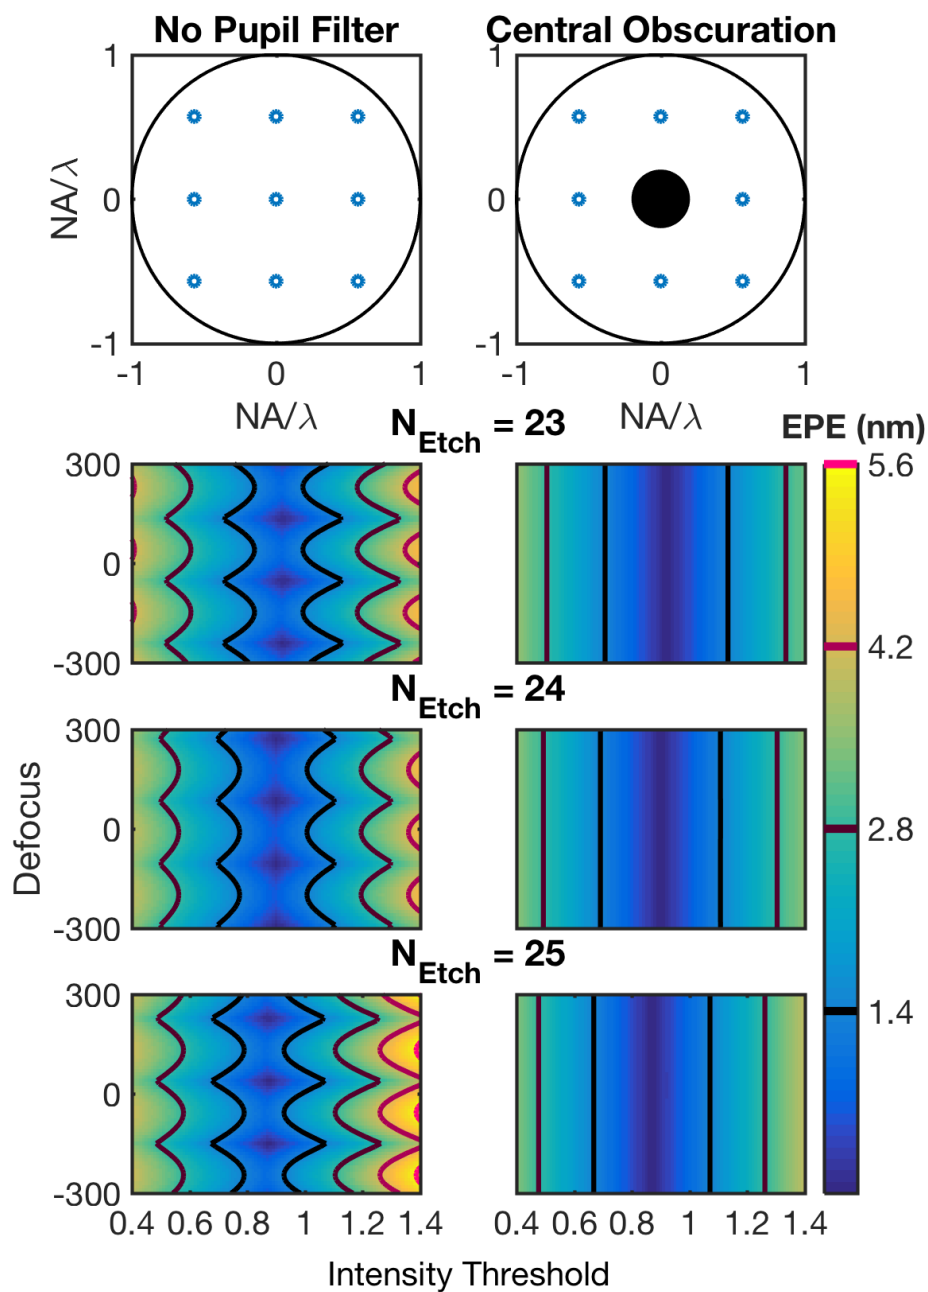 No Pupil Filter
Central Obscuration
1
0
-1
NA/λ
-1 0 1
NA/λ
1
0
-1
-1 0 1
NA/λ
N_Etch = 23
EPE (nm)
5.6
4.2
2.8
1.4
300
0
-300
N_Etch = 24
300
0
-300
Defocus
N_Etch = 25
300
0
-300
0.4 0.6 0.8 1 1.2 1.4
0.4 0.6 0.8 1 1.2 1.4
Intensity Threshold